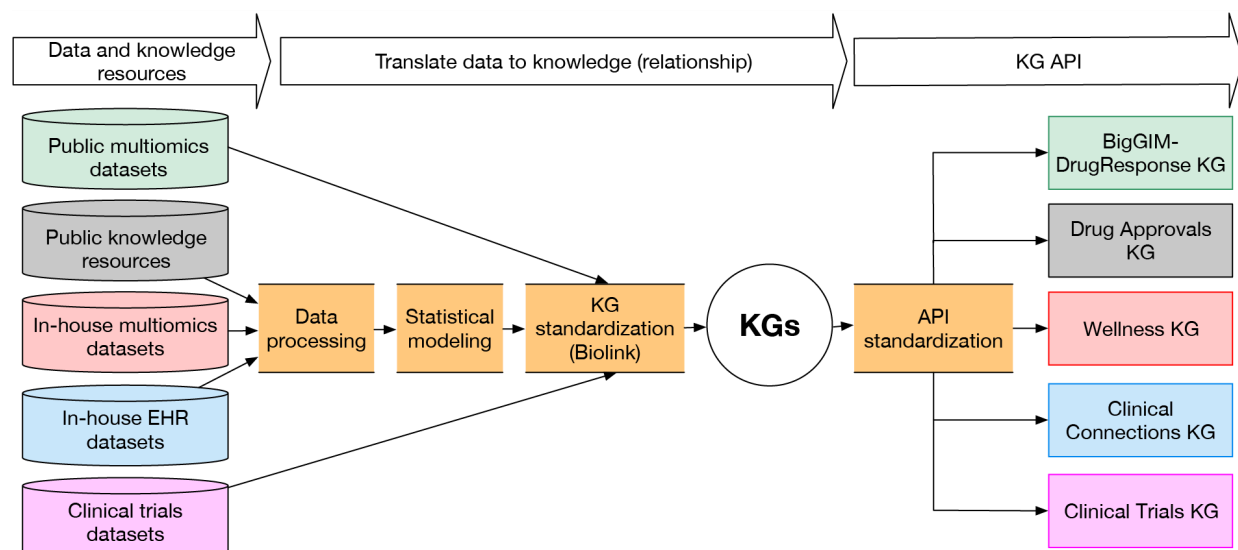 Data and knowledge
resources
Translate data to knowledge (relationship)
KG API
Public multiomics
datasets
Public knowledge
resources
In-house multiomics
datasets
In-house EHR
datasets
Clinical trials
datasets
Data
processing
Statistical
modeling
KG
standardization
(Biolink)
KGs
API
standardization
BigGIM-
DrugResponse KG
Drug Approvals
KG
Wellness KG
Clinical
Connections KG
Clinical Trials KG